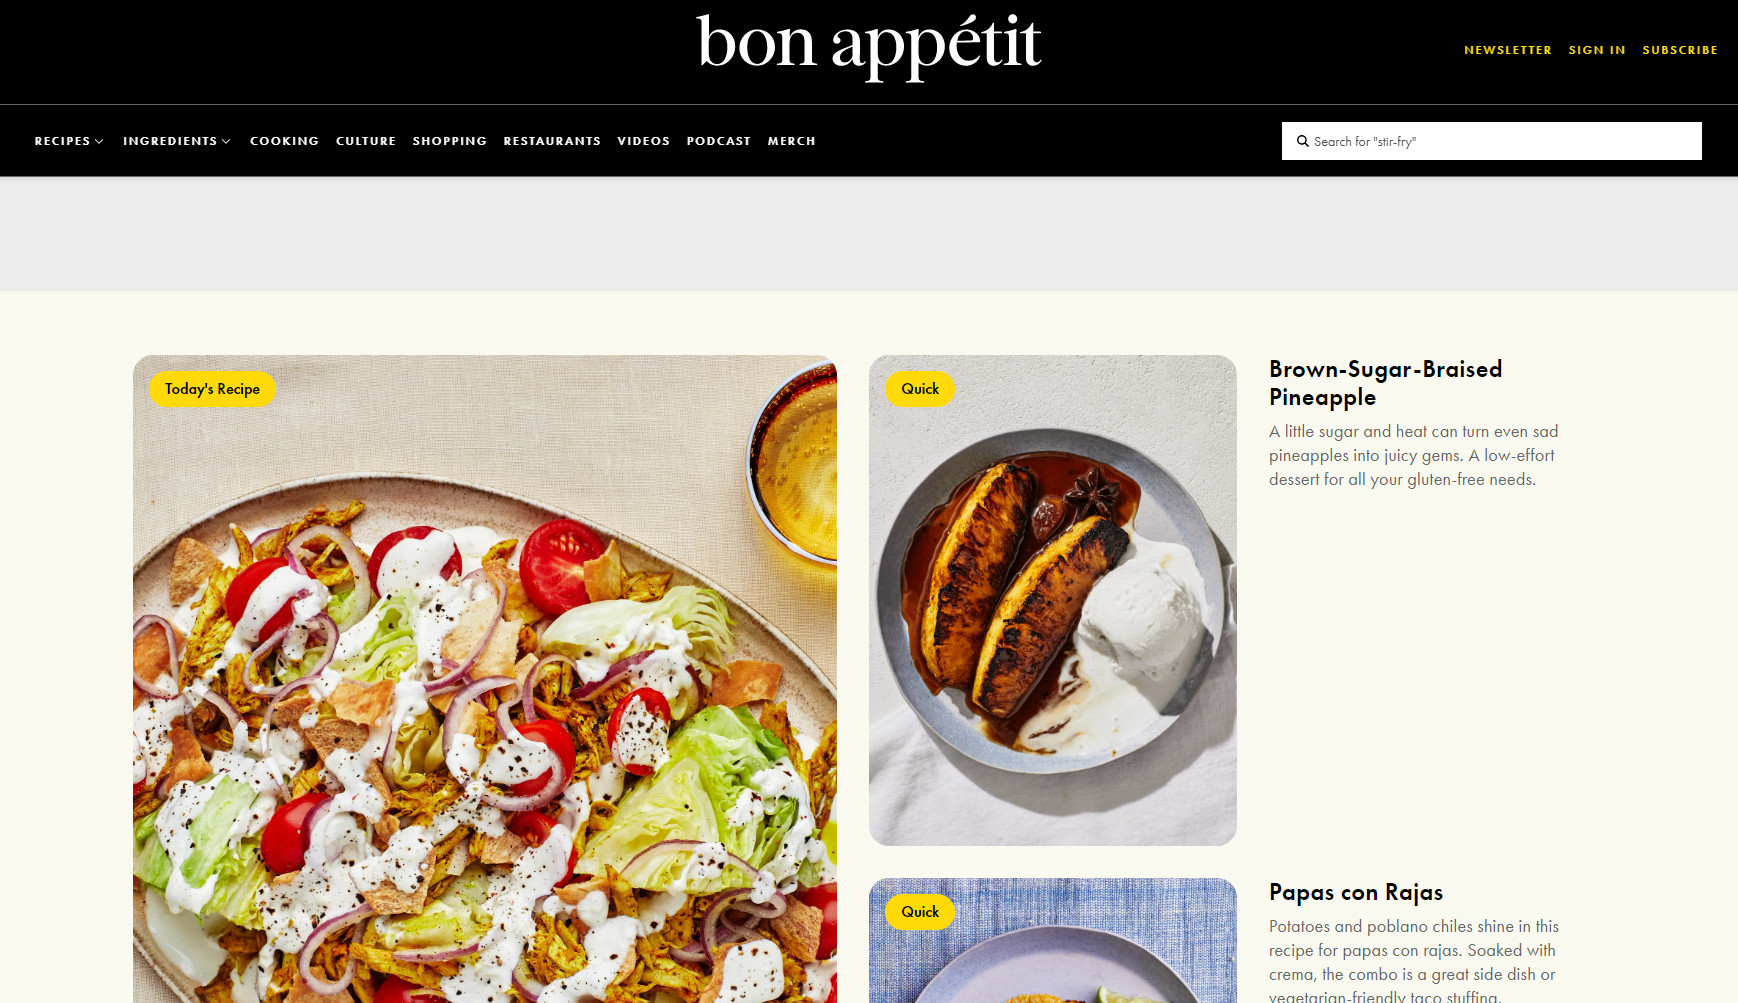 bon appétit
NEWSLETTER SIGN IN SUBSCRIBE
RECIPES INGREDIENTS COOKING CULTURE SHOPPING RESTAURANTS VIDEOS PODCAST MERCH
Search for "stir-fry"
Today's Recipe
Quick
Brown-Sugar-Braised
Pineapple
A little sugar and heat can turn even sad
pineapples into juicy gems. A low-effort
dessert for all your gluten-free needs.
Quick
Papas con Rajas
Potatoes and poblano chiles shine in this
recipe for papas con rajas. Soaked with
crema, the combo is a great side dish or
vegetarian-friendly taco stuffing.